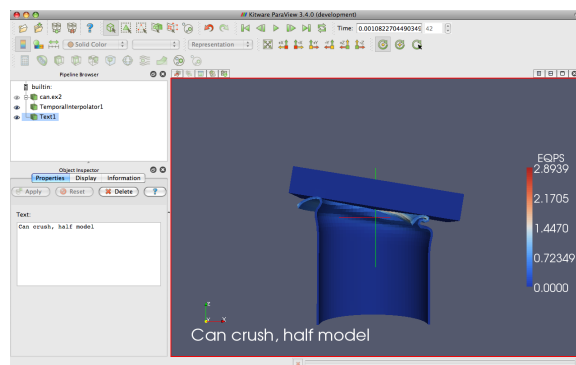 Kitware ParaView 3.4.0 (development)
Time: 0.0010822704490349 42
Solid Color
Representation
Pipeline Browser
builtin:
can.ex2
TemporalInterpolator1
Text1
Object Inspector
Properties Display Information
Apply Reset Delete ?
Text:
Can crush, half model
EQPS
2.8939
2.1705
1.4470
0.72349
0.0000
Can crush, half model